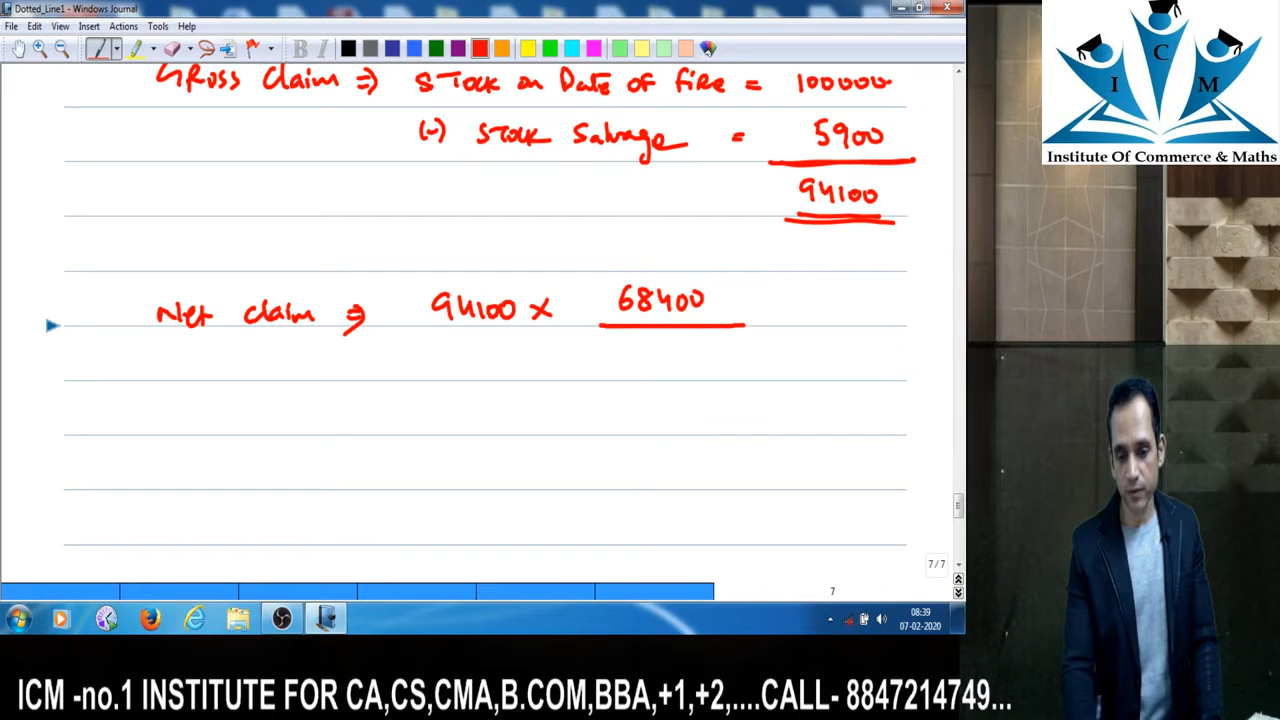 Dotted_Line1 - Windows Journal
File Edit View Insert Actions Tools Help
B I
Gross Claim ⇒ Stock on Date of fire = 100000
(-) Stock Salvage = 5900
94100
Net claim ⇒ 94100 × 68400
7/7
7
08:39
07-02-2020
I C M
Institute Of Commerce & Maths
ICM -no.1 INSTITUTE FOR CA,CS,CMA,B.COM,BBA,+1,+2,....CALL- 8847214749...